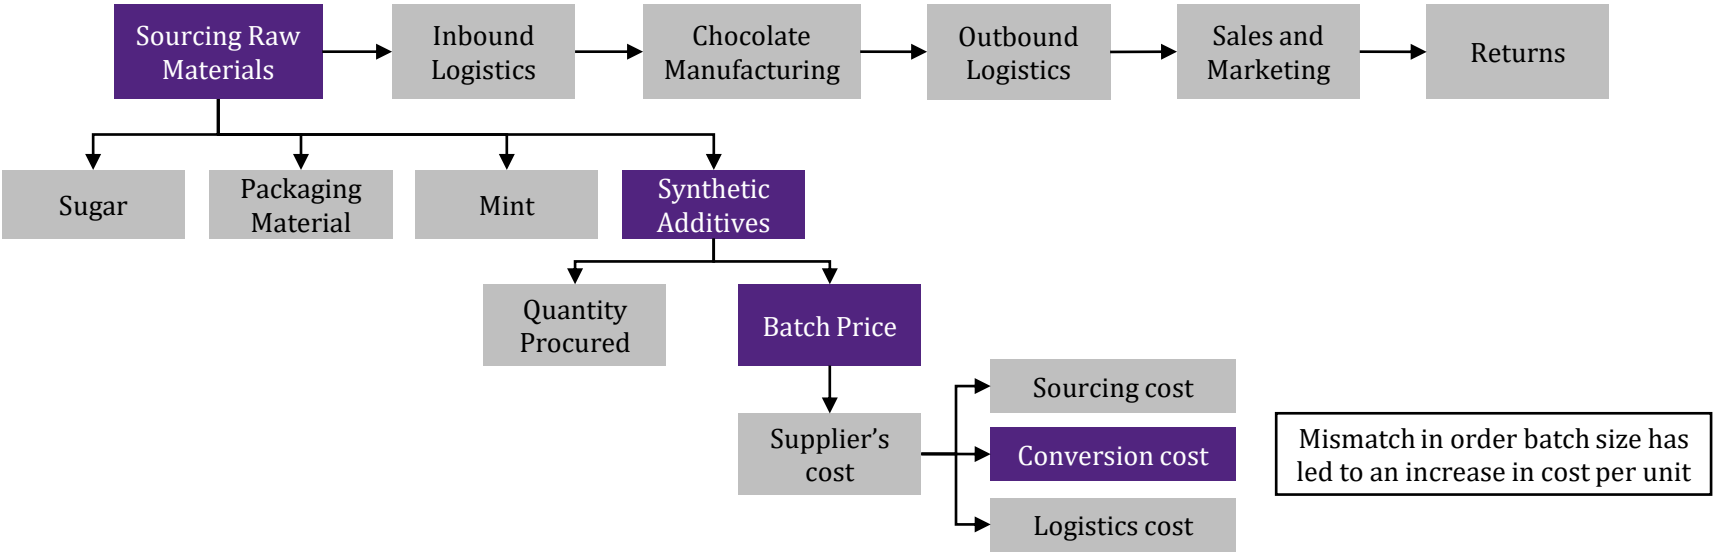 Sourcing Raw
Materials
Inbound
Logistics
Chocolate
Manufacturing
Outbound
Logistics
Sales and
Marketing
Returns
Sugar
Packaging
Material
Mint
Synthetic
Additives
Quantity
Procured
Batch Price
Supplier’s
cost
Sourcing cost
Conversion cost
Logistics cost
Mismatch in order batch size has
led to an increase in cost per unit